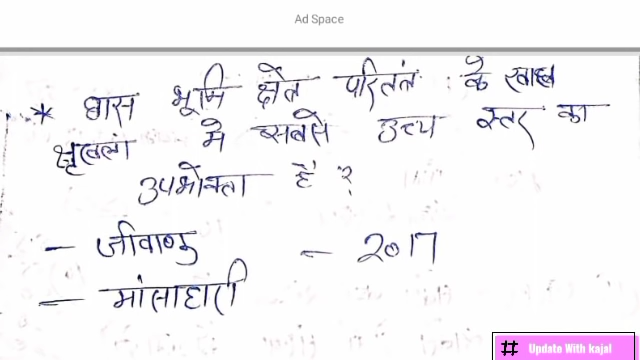 Ad Space
* घास भूमि क्षेत परितंत्र के खाद्य
श्रृंखला मे सबसे उच्च स्तर का
उपभोक्ता है ?
– जीवाणु – 2017
– मांसाहारी
# Update With kajal